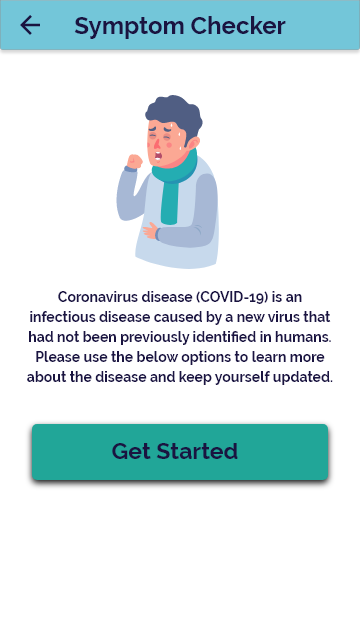 Symptom Checker
Coronavirus disease (COVID-19) is an
infectious disease caused by a new virus that
had not been previously identified in humans.
Please use the below options to learn more
about the disease and keep yourself updated.
Get Started